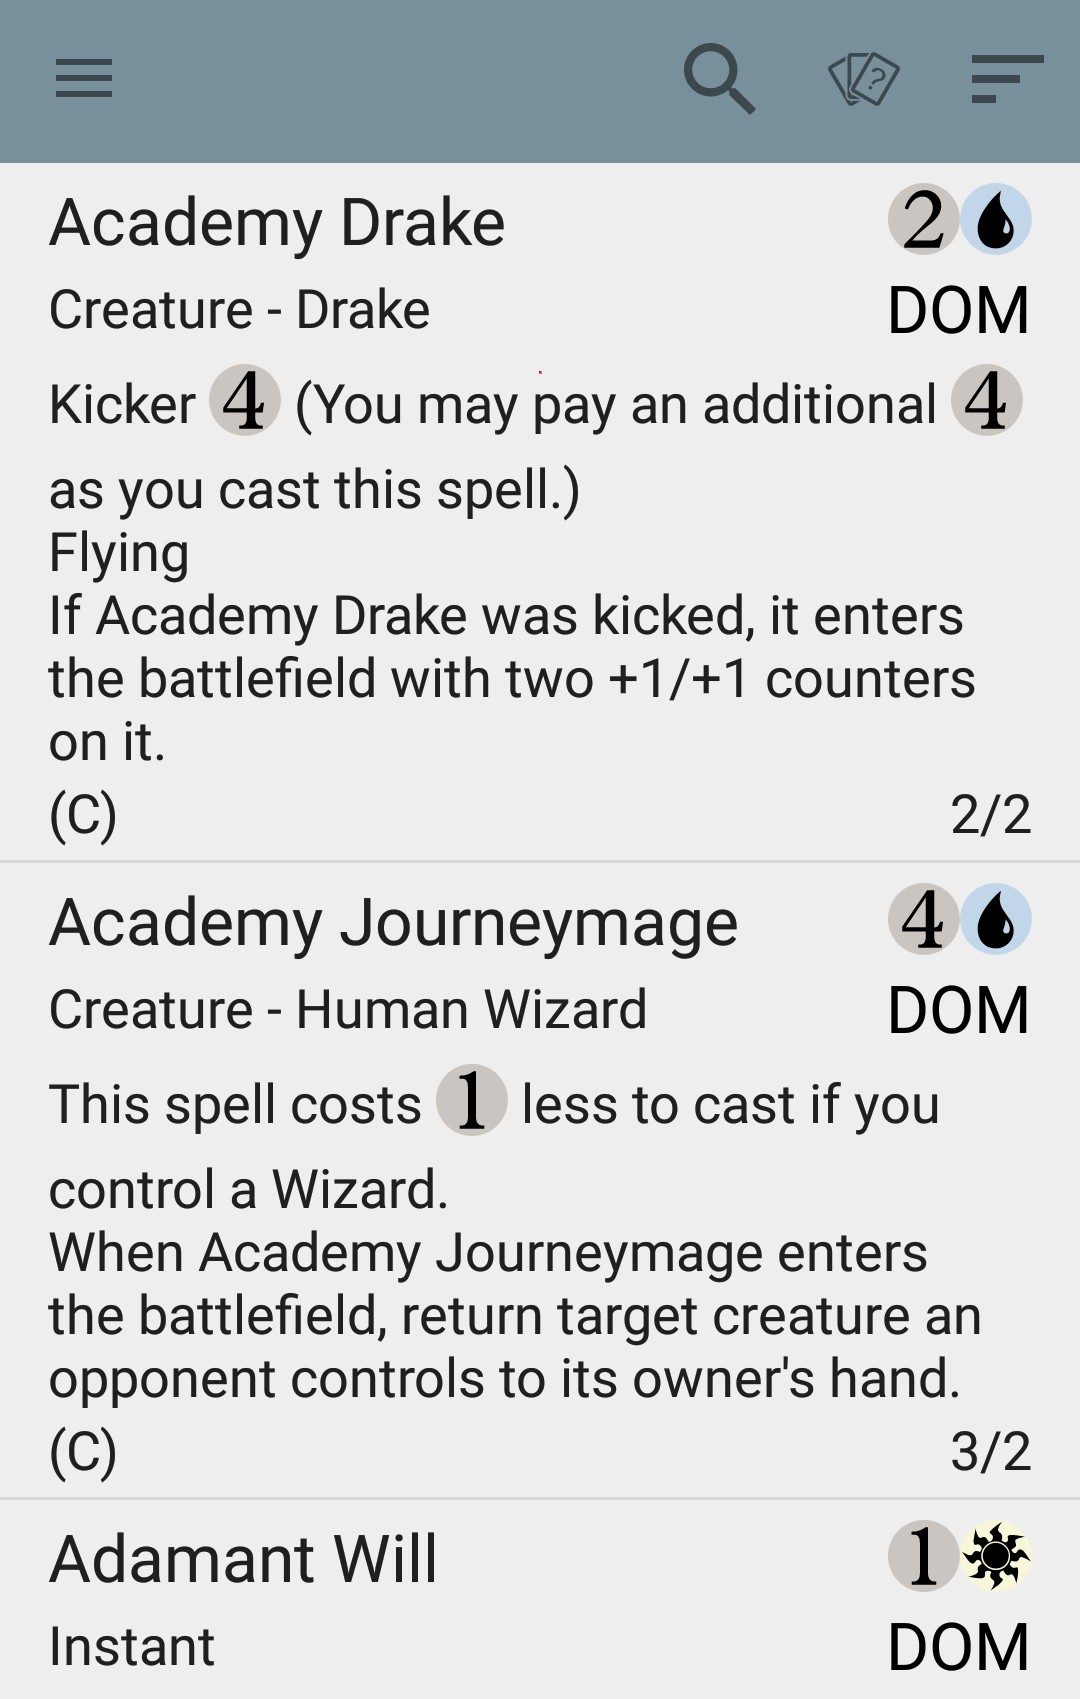 Academy Drake 2
Creature - Drake DOM
Kicker 4 (You may pay an additional 4
as you cast this spell.)
Flying
If Academy Drake was kicked, it enters
the battlefield with two +1/+1 counters
on it.
(C) 2/2
Academy Journeymage 4
Creature - Human Wizard DOM
This spell costs 1 less to cast if you
control a Wizard.
When Academy Journeymage enters
the battlefield, return target creature an
opponent controls to its owner's hand.
(C) 3/2
Adamant Will 1
Instant DOM